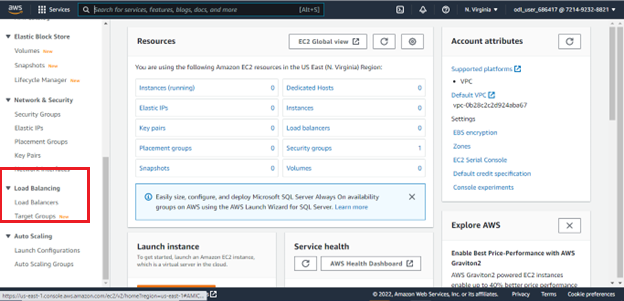 aws
Services
Search for services, features, blogs, docs, and more
[Alt+S]
N. Virginia
odl_user_686417 @ 7214-9232-8821
Elastic Block Store
Volumes New
Snapshots New
Lifecycle Manager New
Network & Security
Security Groups
Elastic IPs
Placement Groups
Key Pairs
Network Interfaces
Load Balancing
Load Balancers
Target Groups New
Auto Scaling
Launch Configurations
Auto Scaling Groups
Resources
EC2 Global view
You are using the following Amazon EC2 resources in the US East (N. Virginia) Region:
Instances (running) 0
Dedicated Hosts 0
Elastic IPs 0
Instances 0
Key pairs 0
Load balancers 0
Placement groups 0
Security groups 1
Snapshots 0
Volumes 0
Easily size, configure, and deploy Microsoft SQL Server Always On availability
groups on AWS using the AWS Launch Wizard for SQL Server. Learn more
Launch instance
To get started, launch an Amazon EC2 instance,
which is a virtual server in the cloud.
Service health
AWS Health Dashboard
Account attributes
Supported platforms
VPC
Default VPC
vpc-0b28c2c2d924aba67
Settings
EBS encryption
Zones
EC2 Serial Console
Default credit specification
Console experiments
Explore AWS
Enable Best Price-Performance with AWS
Graviton2
AWS Graviton2 powered EC2 instances
enable up to 40% better price performance
https://us-east-1.console.aws.amazon.com/ec2/v2/home?region=us-east-1#AMIC...
© 2022, Amazon Web Services, Inc. or its affiliates.
Privacy
Terms
Cookie preferences